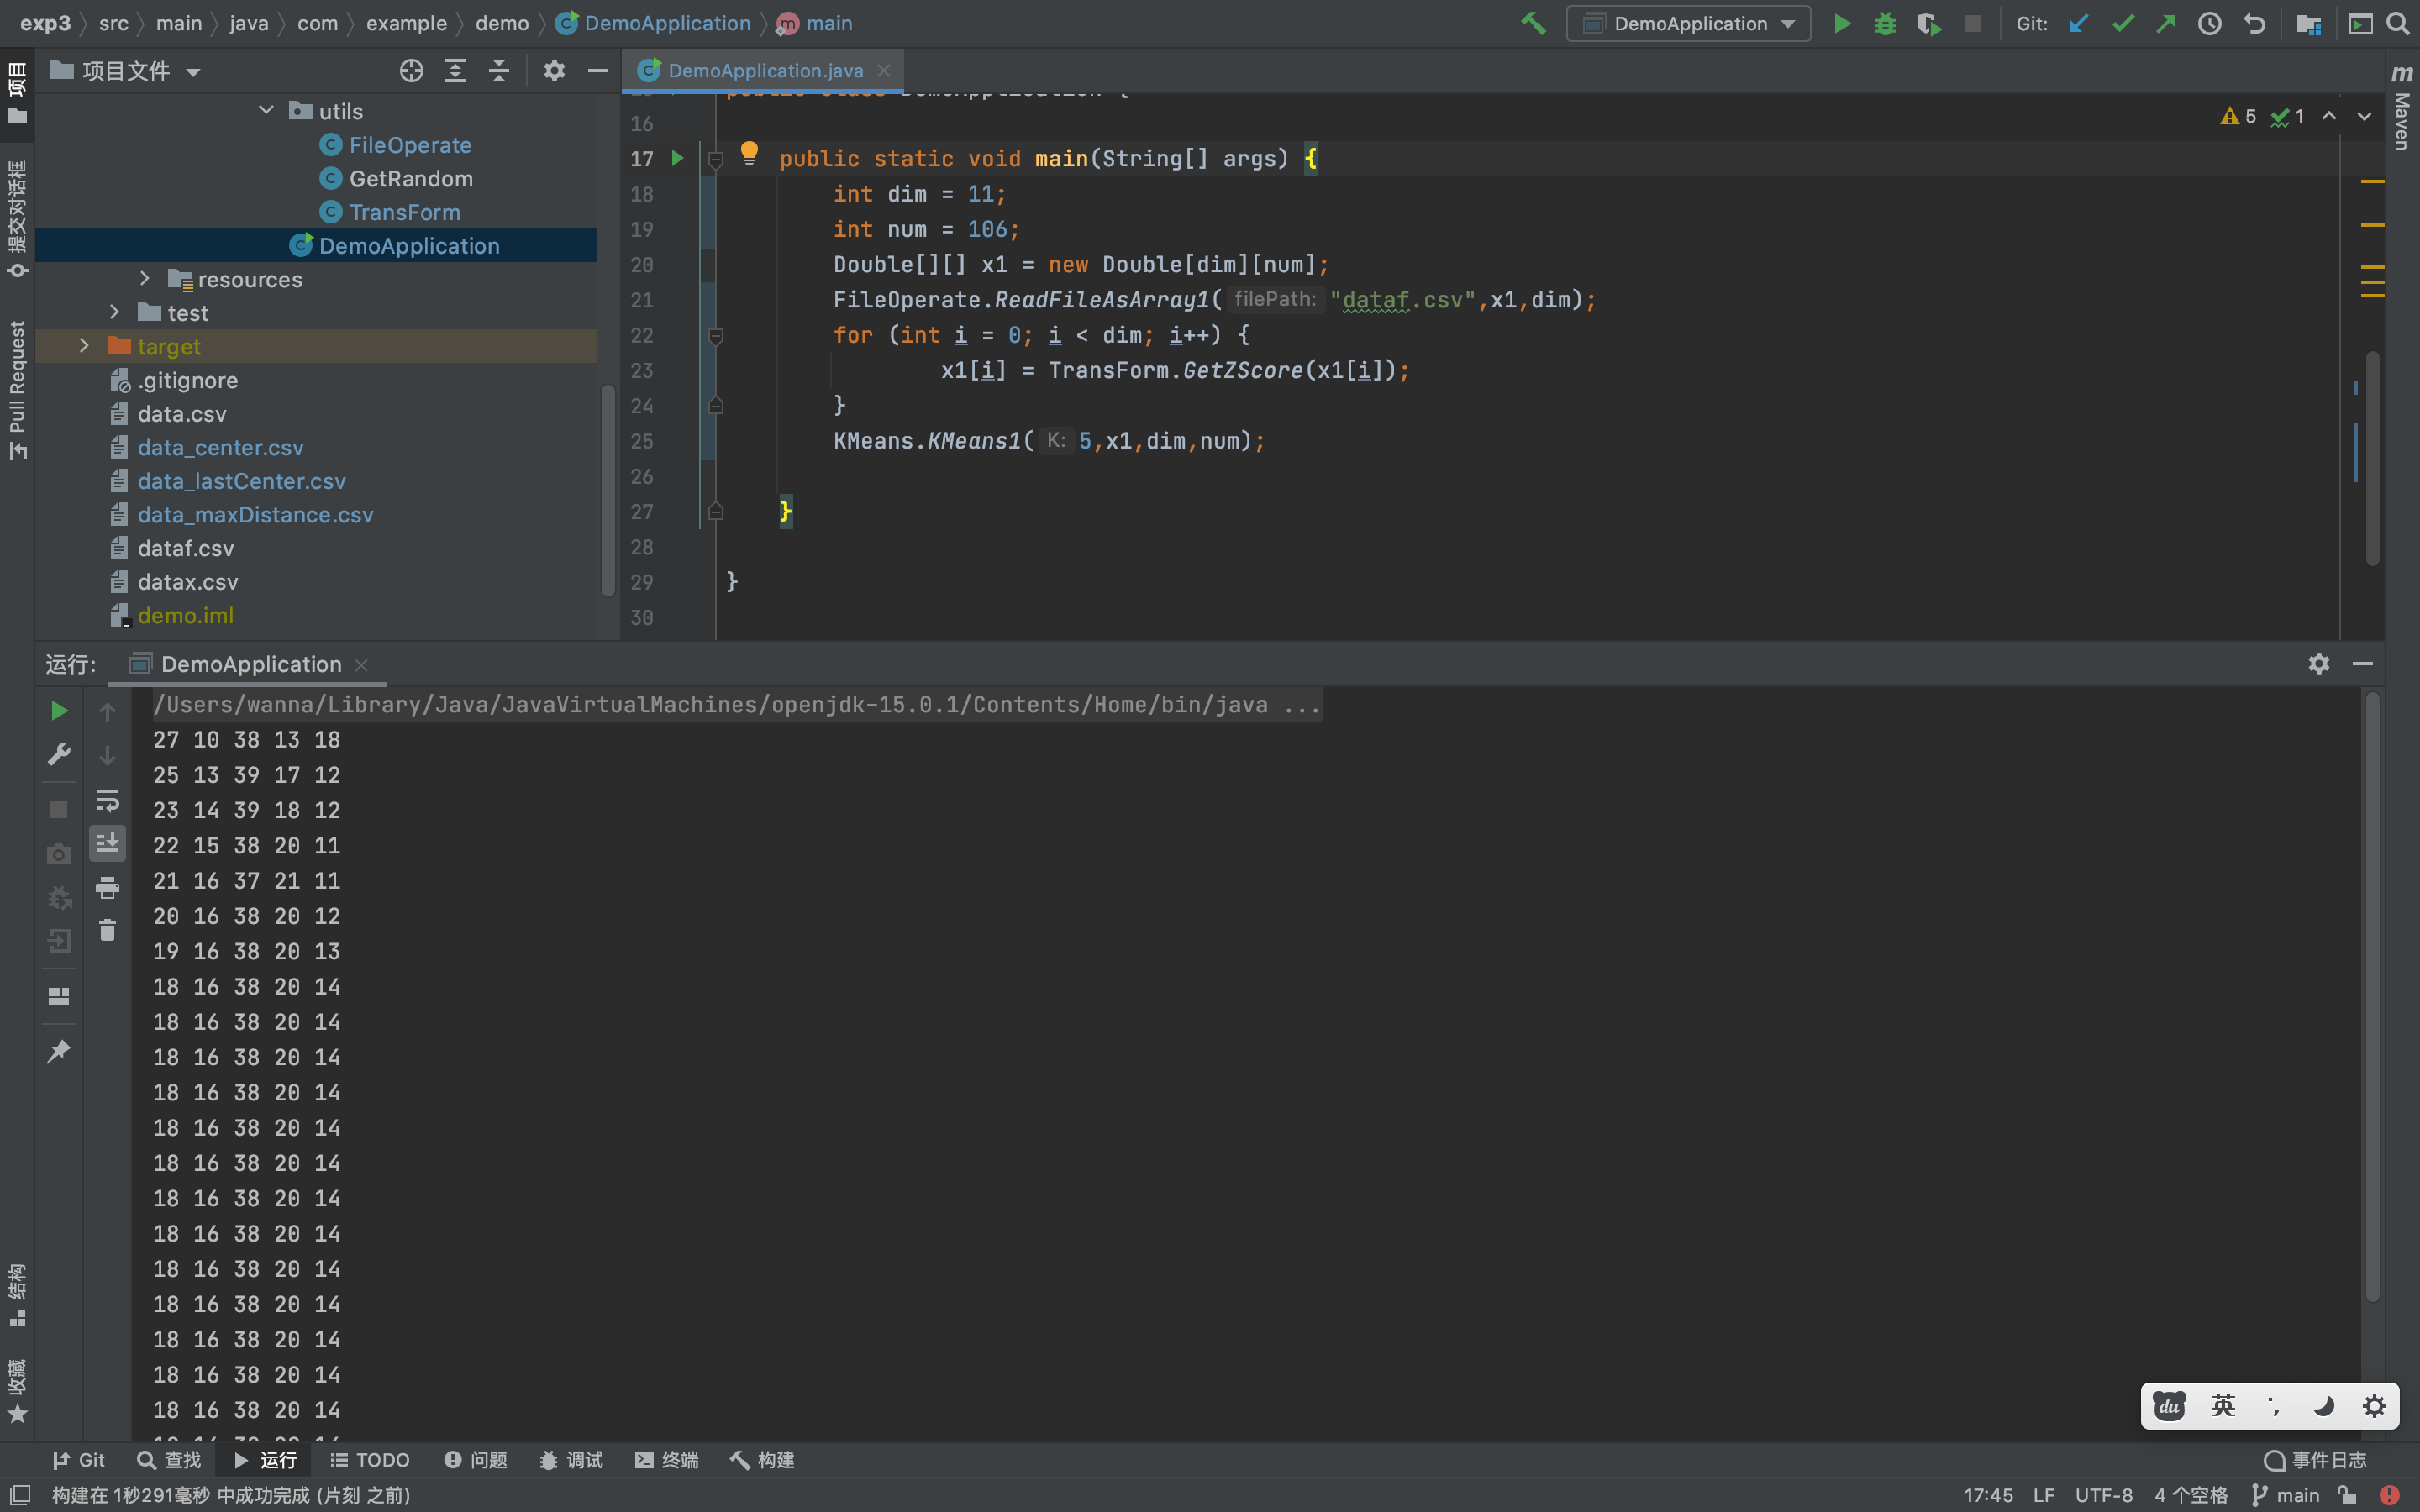 exp3 src main java com example demo DemoApplication main DemoApplication Git:
项目文件
DemoApplication.java
项目
提交对话框
Pull Request
结构
收藏
Maven
utils
FileOperate
GetRandom
TransForm
DemoApplication
resources
test
target
.gitignore
data.csv
data_center.csv
data_lastCenter.csv
data_maxDistance.csv
dataf.csv
datax.csv
demo.iml
5 1
16
17 public static void main(String[] args) {
18 int dim = 11;
19 int num = 106;
20 Double[][] x1 = new Double[dim][num];
21 FileOperate.ReadFileAsArray1( filePath: "dataf.csv",x1,dim);
22 for (int i = 0; i < dim; i++) {
23 x1[i] = TransForm.GetZScore(x1[i]);
24 }
25 KMeans.KMeans1( K: 5,x1,dim,num);
26
27 }
28
29 }
30
运行: DemoApplication
/Users/wanna/Library/Java/JavaVirtualMachines/openjdk-15.0.1/Contents/Home/bin/java ...
27 10 38 13 18
25 13 39 17 12
23 14 39 18 12
22 15 38 20 11
21 16 37 21 11
20 16 38 20 12
19 16 38 20 13
18 16 38 20 14
18 16 38 20 14
18 16 38 20 14
18 16 38 20 14
18 16 38 20 14
18 16 38 20 14
18 16 38 20 14
18 16 38 20 14
18 16 38 20 14
18 16 38 20 14
18 16 38 20 14
18 16 38 20 14
18 16 38 20 14
du 英
Git 查找 运行 TODO 问题 调试 终端 构建 事件日志
构建在 1秒291毫秒 中成功完成 (片刻 之前) 17:45 LF UTF-8 4 个空格 main